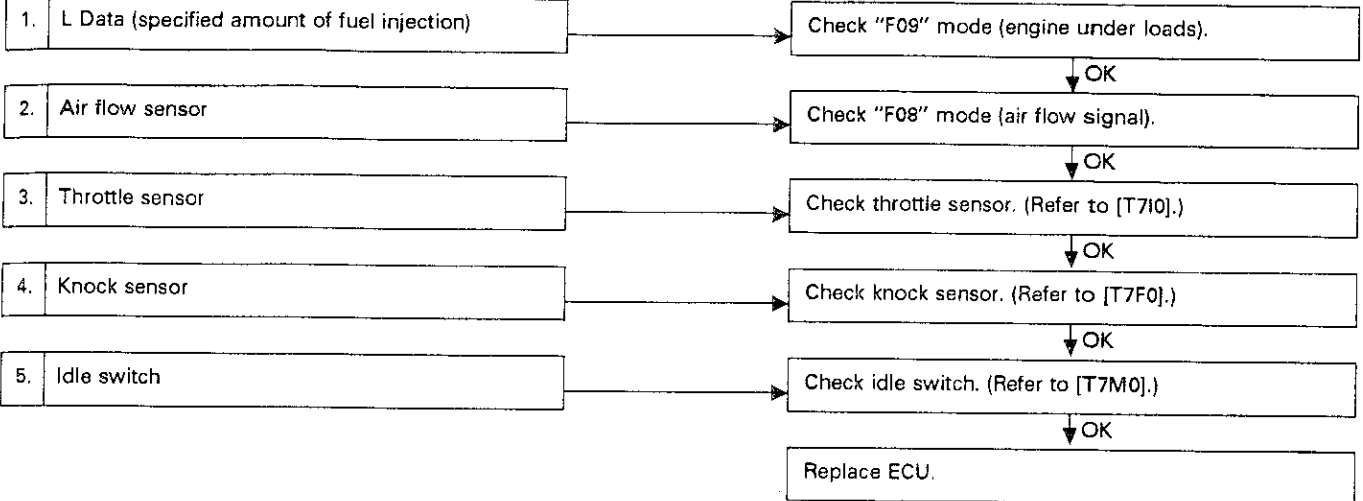 1. L Data (specified amount of fuel injection)
Check "F09" mode (engine under loads).
OK
2. Air flow sensor
Check "F08" mode (air flow signal).
OK
3. Throttle sensor
Check throttle sensor. (Refer to [T7I0].)
OK
4. Knock sensor
Check knock sensor. (Refer to [T7F0].)
OK
5. Idle switch
Check idle switch. (Refer to [T7M0].)
OK
Replace ECU.